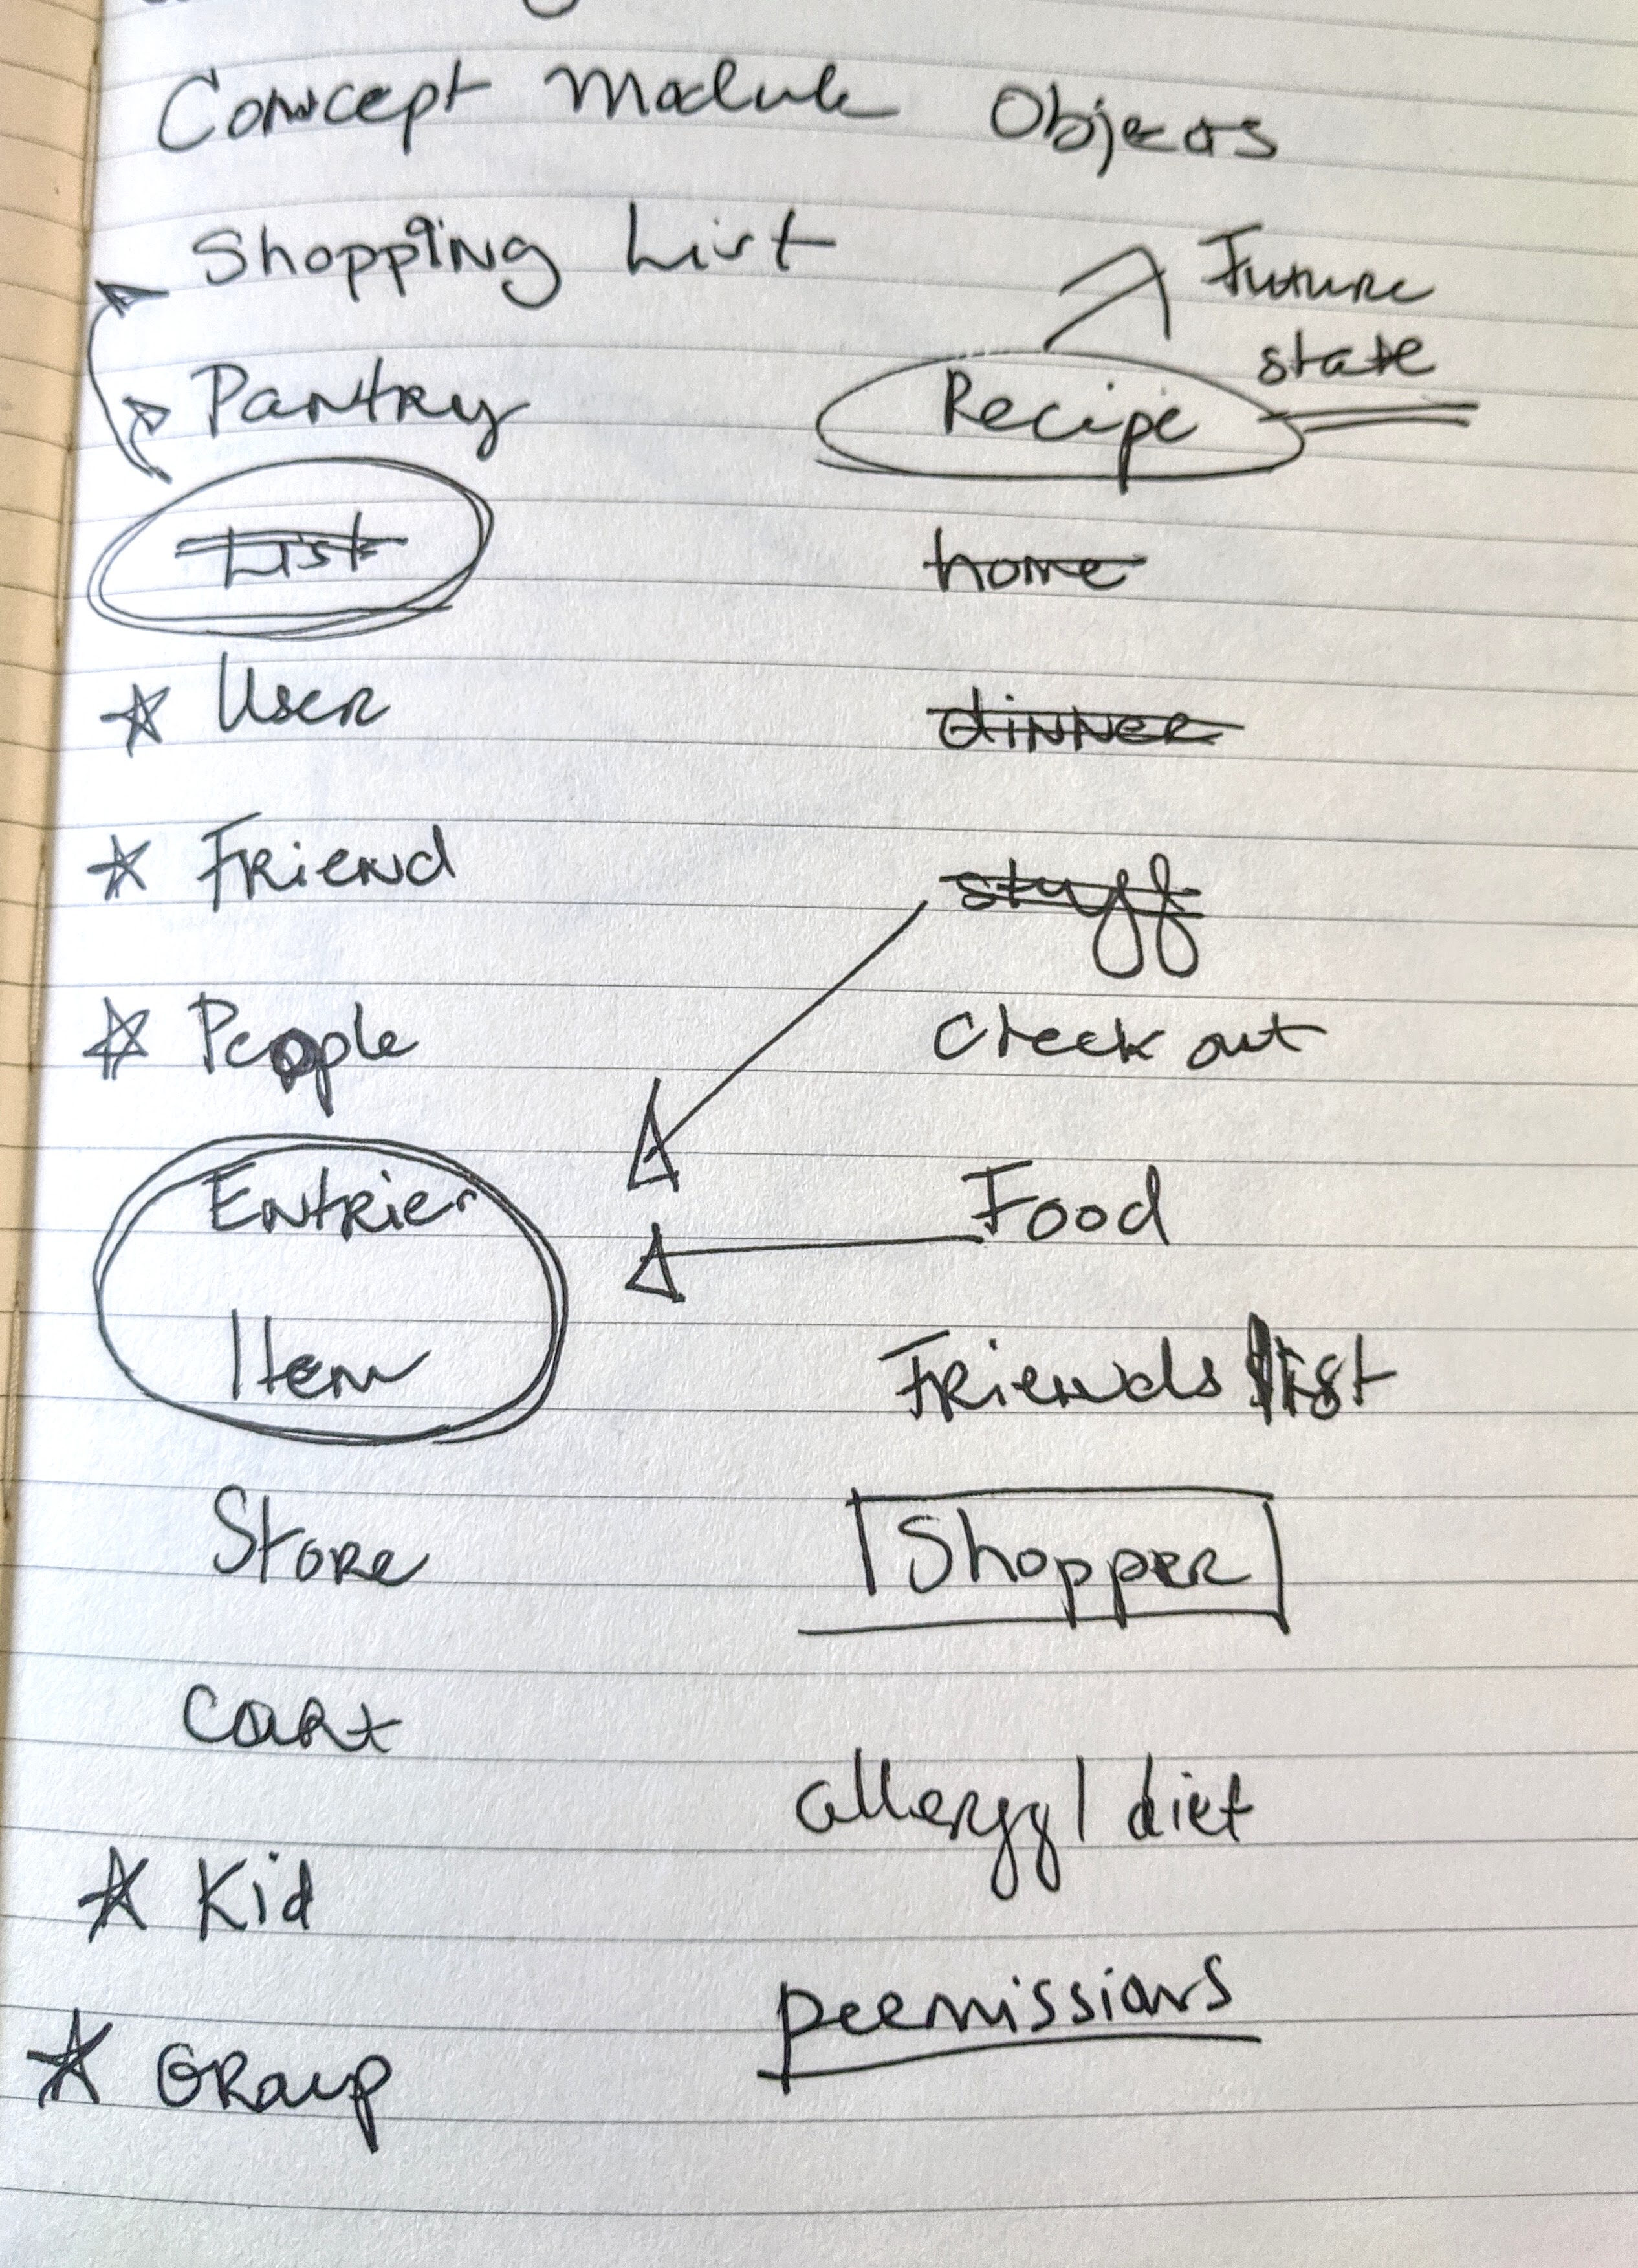 Concept Module Objects
Shopping List
Pantry
List
User
Friend
People
Entries
Item
Store
Cart
Kid
Group
Future
state
Recipe
home
dinner
stuff
Check out
Food
Friends list
Shopper
allergy / diet
permissions